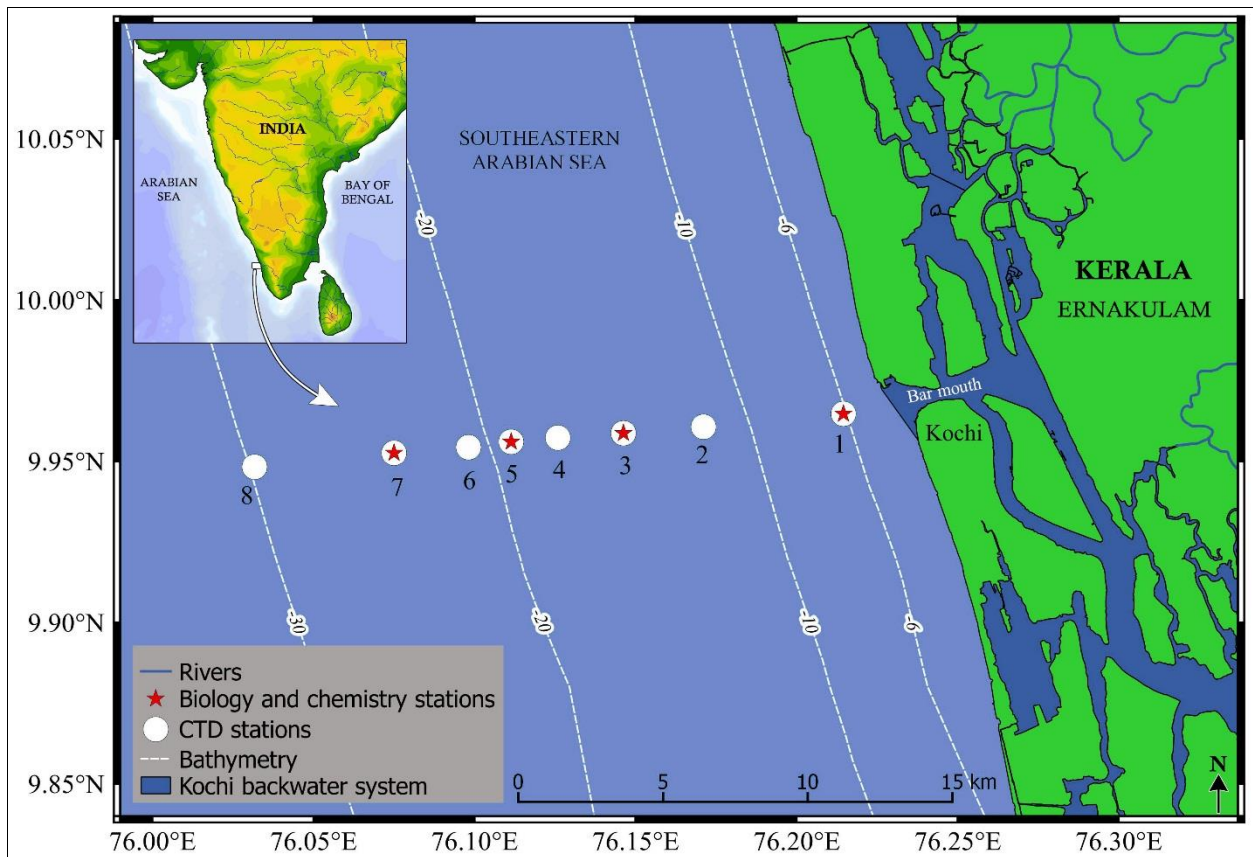 INDIA
ARABIAN
SEA
BAY OF
BENGAL
SOUTHEASTERN
ARABIAN SEA
-20
-10
-6
KERALA
ERNAKULAM
Bar mouth
Kochi
8
7
6
5
4
3
2
1
-30
-20
-10
-6
Rivers
Biology and chemistry stations
CTD stations
Bathymetry
Kochi backwater system
0 5 10 15 km
N
10.05°N
10.00°N
9.95°N
9.90°N
9.85°N
76.00°E 76.05°E 76.10°E 76.15°E 76.20°E 76.25°E 76.30°E